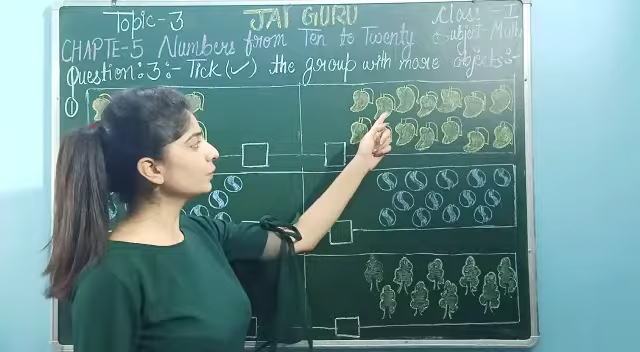 Topic-3 JAI GURU Class-I
CHAPTE-5 Numbers from Ten to Twenty Subject-Math
Question:3:- Tick (✓) the group with more objects:-
1